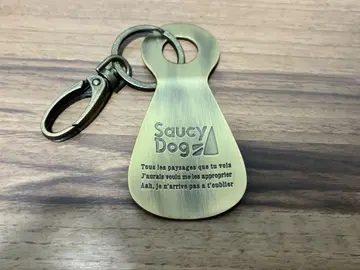 Saucy
Dog
Tous les paysages que tu vois
J'aurais voulu me les approprier
Aah, je n'arrive pas a t'oublier